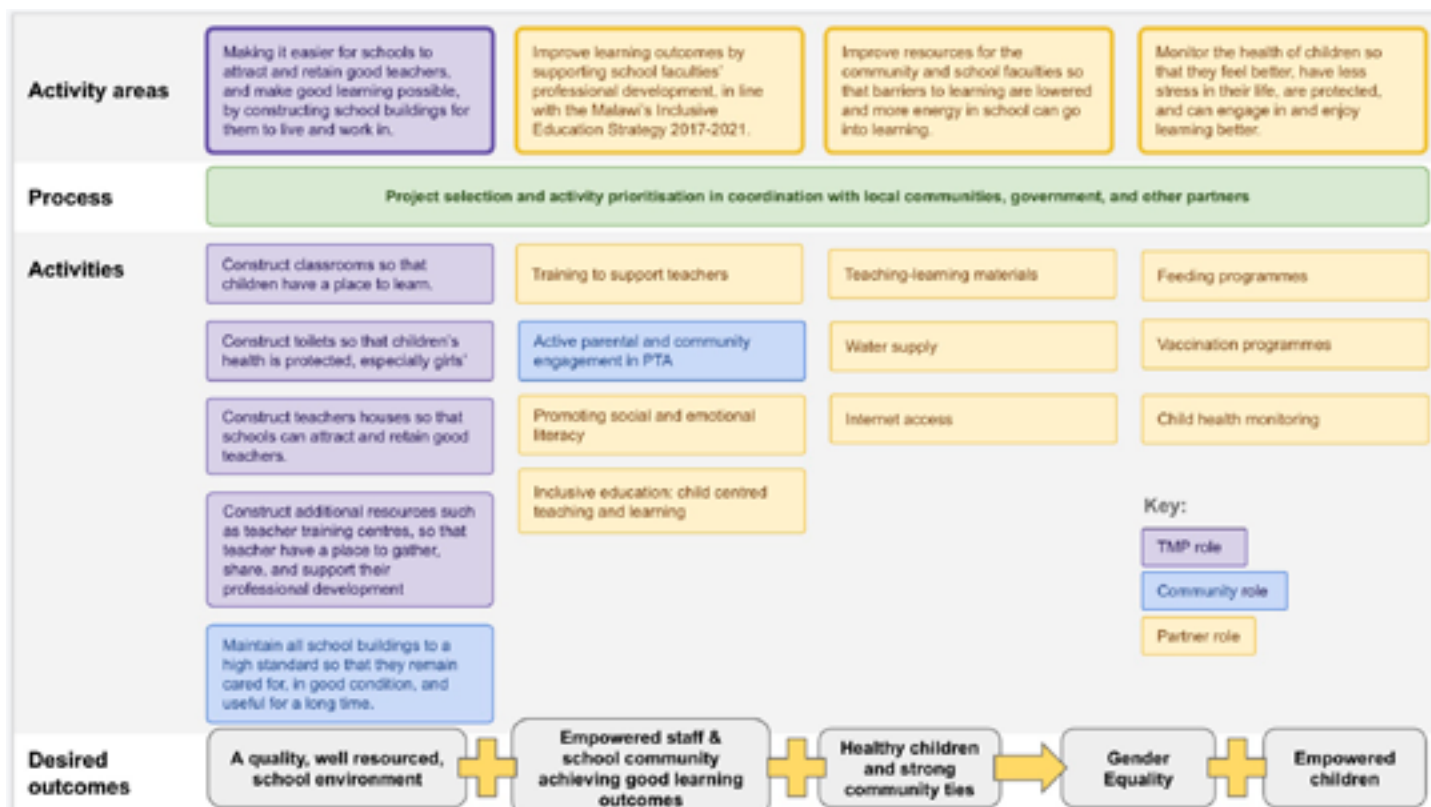 Activity areas
Making it easier for schools to
attract and retain good teachers,
and make good learning possible,
by constructing school buildings for
them to live and work in.
Improve learning outcomes by
supporting school faculties'
professional development, in line
with the Malawi's Inclusive
Education Strategy 2017-2021.
Improve resources for the
community and school faculties so
that barriers to learning are lowered
and more energy in school can go
into learning.
Monitor the health of children so
that they feel better, have less
stress in their life, are protected,
and can engage in and enjoy
learning better.
Process
Project selection and activity prioritisation in coordination with local communities, government, and other partners
Activities
Construct classrooms so that
children have a place to learn.
Construct toilets so that children's
health is protected, especially girls'
Construct teachers houses so that
schools can attract and retain good
teachers.
Construct additional resources such
as teacher training centres, so that
teacher have a place to gather,
share, and support their
professional development
Maintain all school buildings to a
high standard so that they remain
cared for, in good condition, and
useful for a long time.
Training to support teachers
Active parental and community
engagement in PTA
Promoting social and emotional
literacy
Inclusive education: child centred
teaching and learning
Teaching-learning materials
Water supply
Internet access
Feeding programmes
Vaccination programmes
Child health monitoring
Key:
TMP role
Community role
Partner role
Desired
outcomes
A quality, well resourced,
school environment
Empowered staff &
school community
achieving good learning
outcomes
Healthy children
and strong
community ties
Gender
Equality
Empowered
children